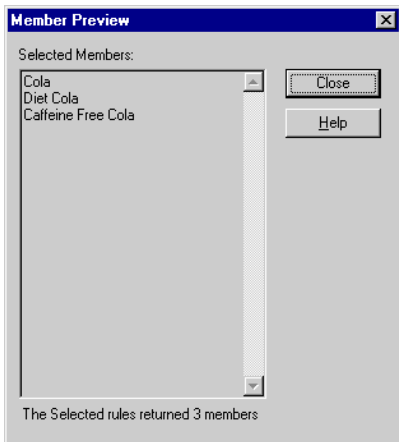 Member Preview
Selected Members:
Cola
Diet Cola
Caffeine Free Cola
Close
Help
The Selected rules returned 3 members